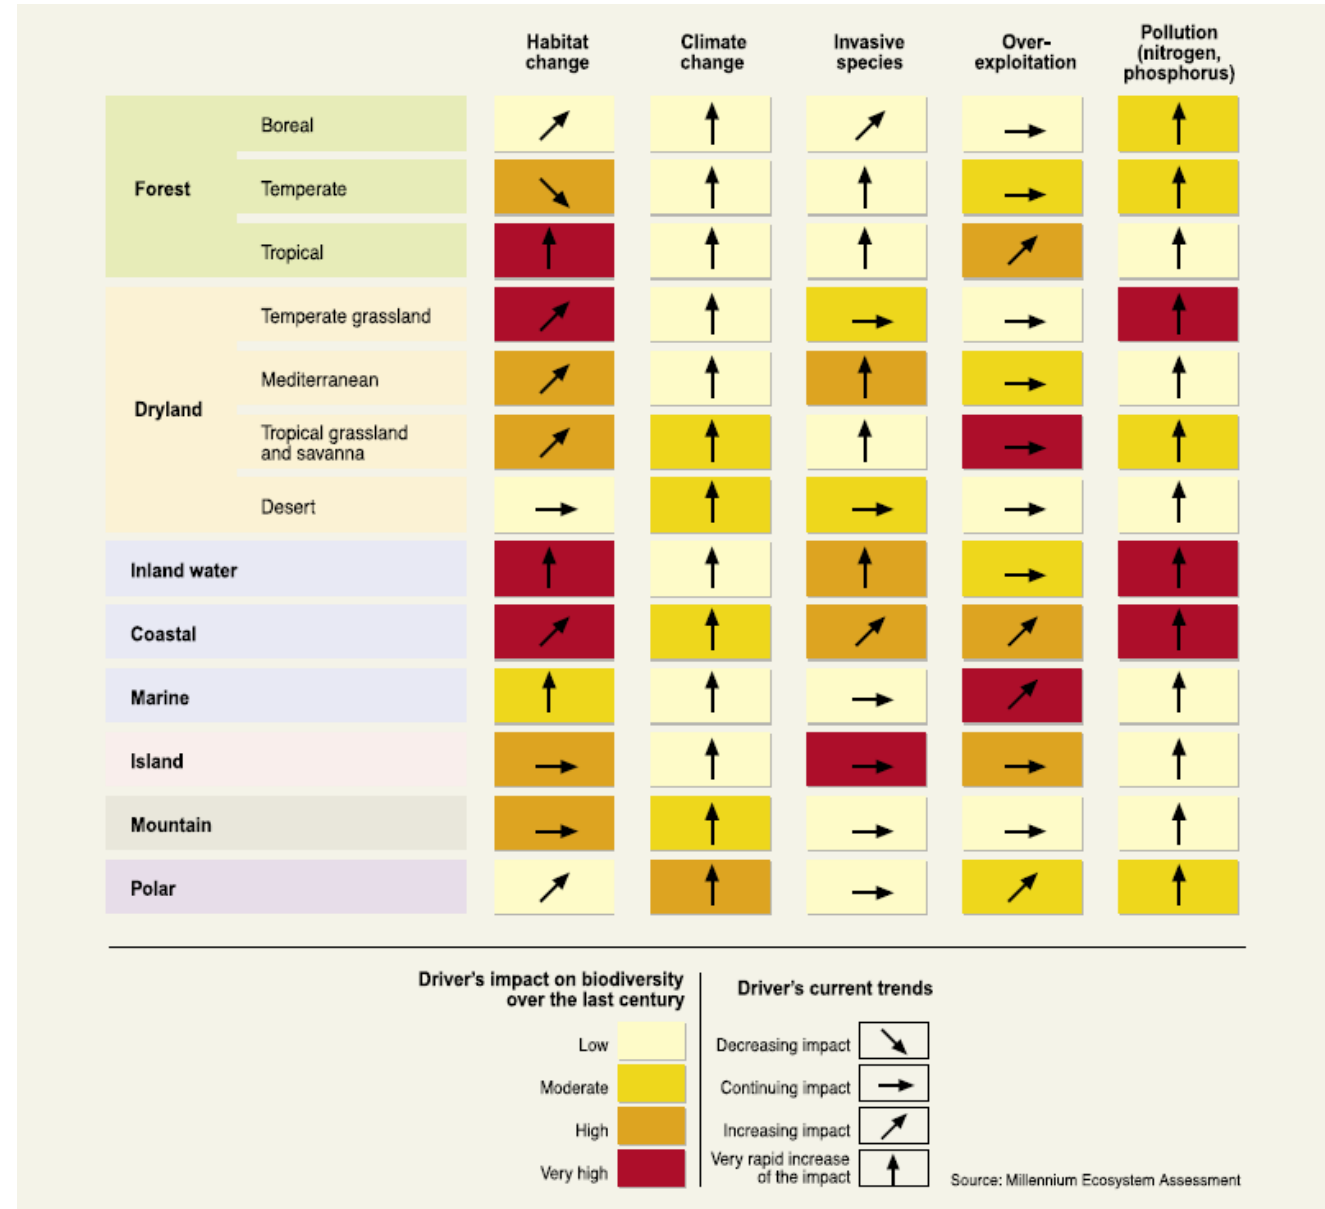 Habitat
change
Climate
change
Invasive
species
Over-
exploitation
Pollution
(nitrogen,
phosphorus)
Forest
Boreal
Temperate
Tropical
Dryland
Temperate grassland
Mediterranean
Tropical grassland
and savanna
Desert
Inland water
Coastal
Marine
Island
Mountain
Polar
Driver's impact on biodiversity
over the last century
Low
Moderate
High
Very high
Driver's current trends
Decreasing impact
Continuing impact
Increasing impact
Very rapid increase
of the impact
Source: Millennium Ecosystem Assessment